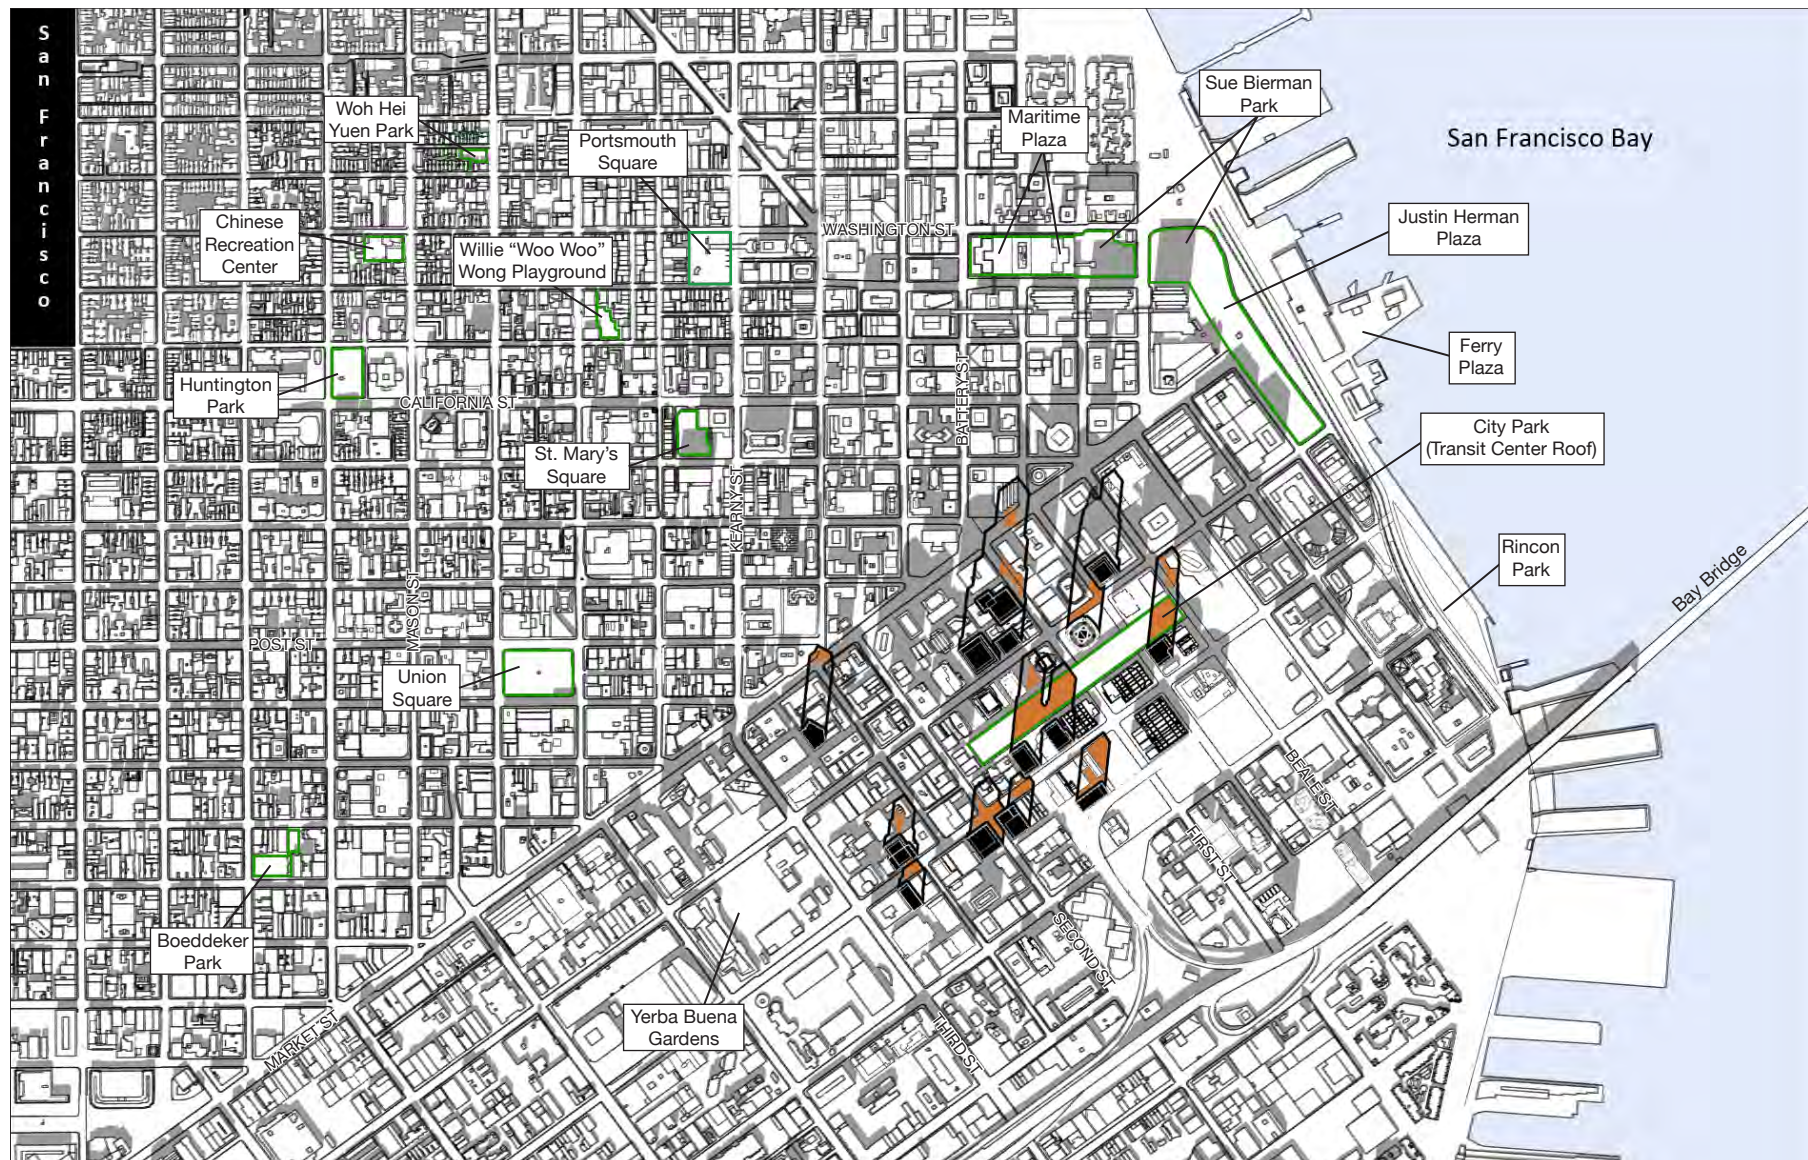 San Francisco
Woh Hei
Yuen Park
Portsmouth
Square
Maritime
Plaza
Sue Bierman
Park
San Francisco Bay
Chinese
Recreation
Center
Willie “Woo Woo”
Wong Playground
WASHINGTON ST
Justin Herman
Plaza
Ferry
Plaza
Huntington
Park
CALIFORNIA ST
BATTERY ST
St. Mary’s
Square
KEARNY ST
City Park
(Transit Center Roof)
Rincon
Park
Bay Bridge
MASON ST
POST ST
Union
Square
BEALE ST
FIRST ST
SECOND ST
Boeddeker
Park
Yerba Buena
Gardens
MARKET ST
THIRD ST